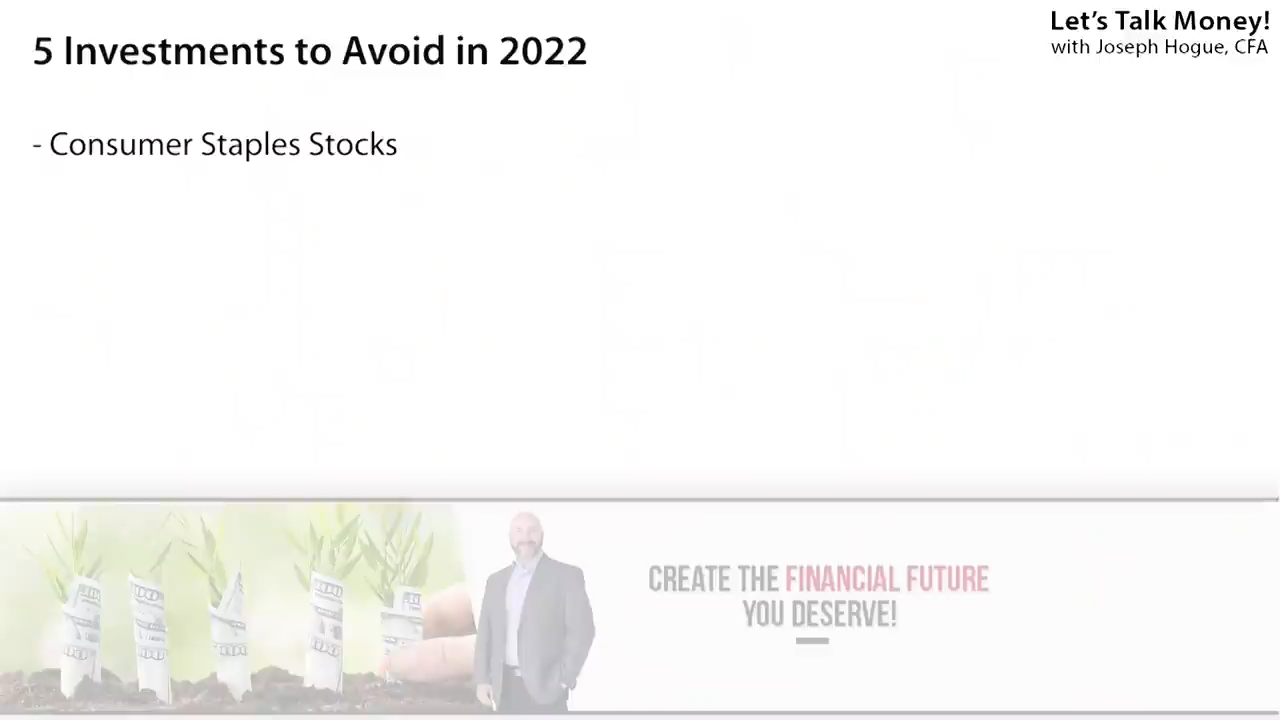 5 Investments to Avoid in 2022
Let's Talk Money!
with Joseph Hogue, CFA
- Consumer Staples Stocks
CREATE THE FINANCIAL FUTURE
YOU DESERVE!